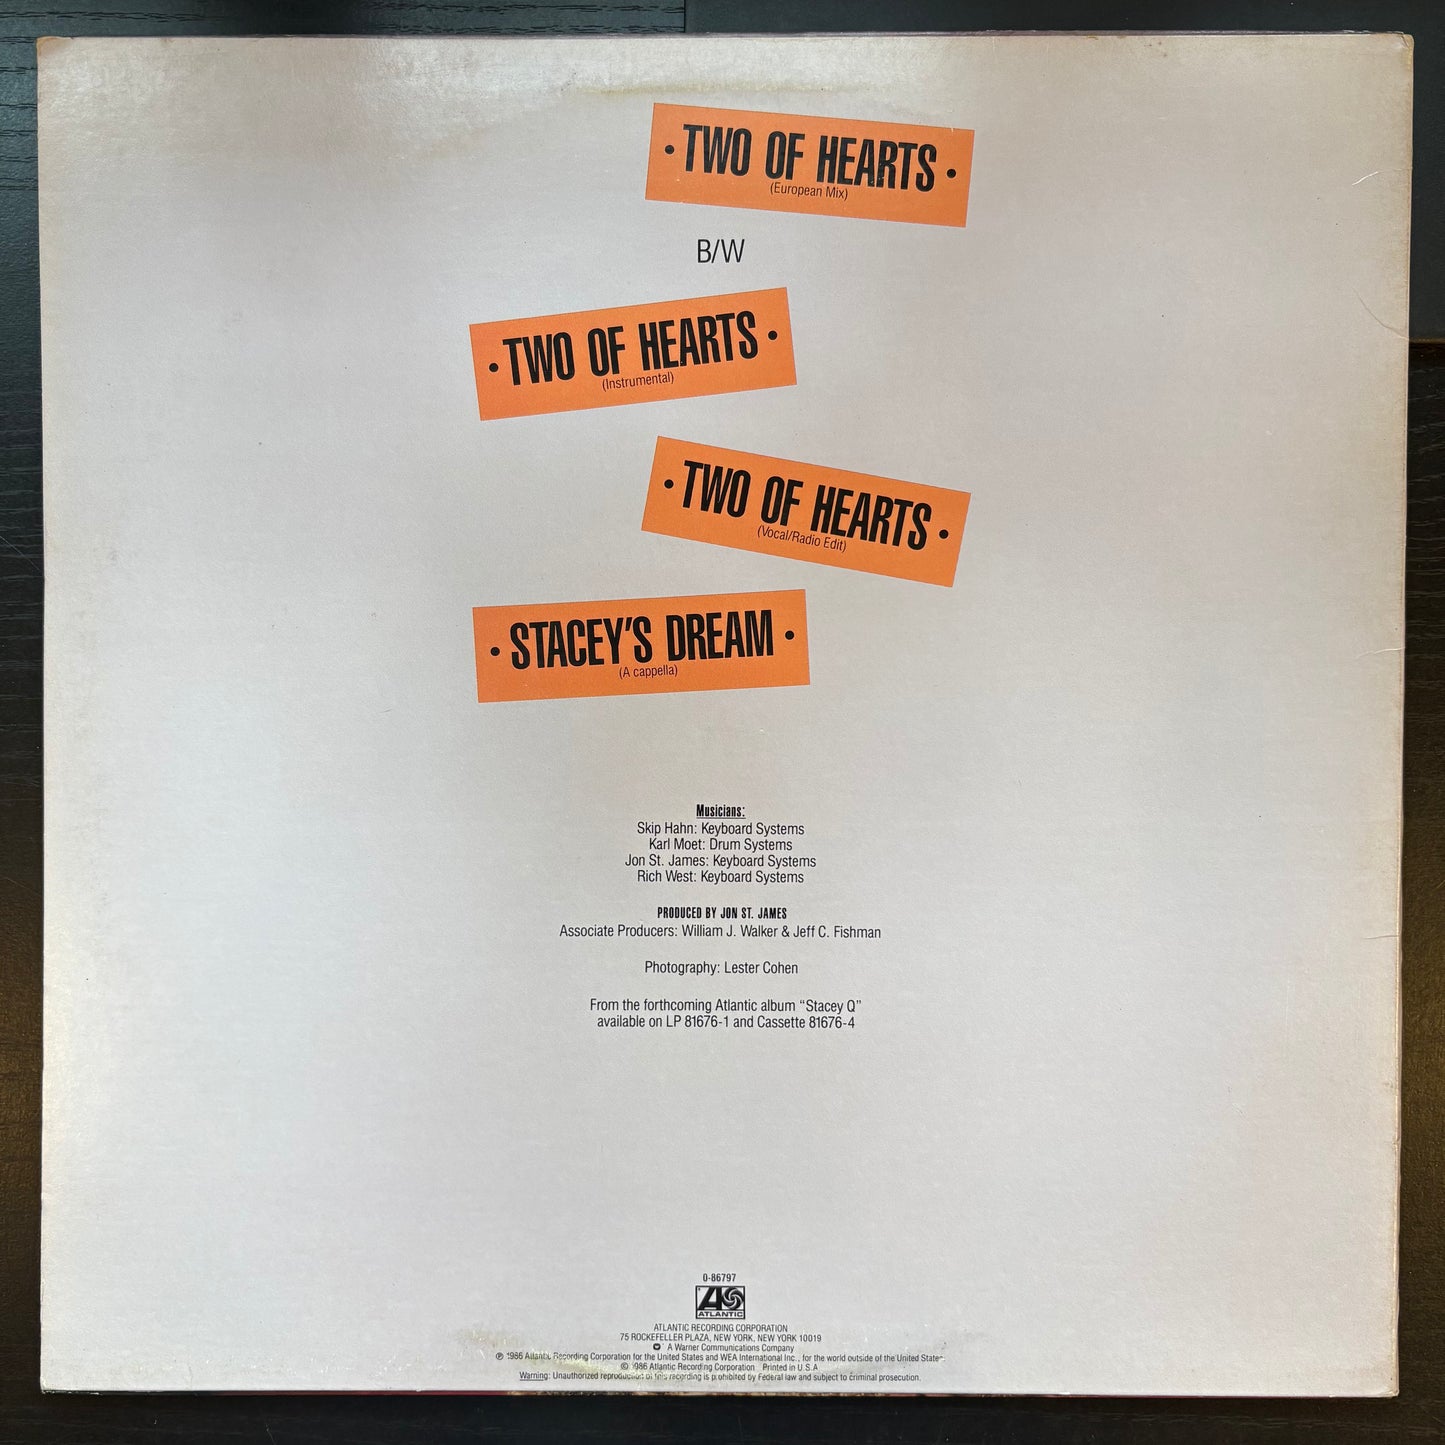 • TWO OF HEARTS •
(European Mix)
B/W
• TWO OF HEARTS •
(Instrumental)
• TWO OF HEARTS •
(Vocal/Radio Edit)
• STACEY'S DREAM •
(A cappella)
Musicians:
Skip Hahn: Keyboard Systems
Karl Moet: Drum Systems
Jon St. James: Keyboard Systems
Rich West: Keyboard Systems
PRODUCED BY JON ST. JAMES
Associate Producers: William J. Walker & Jeff C. Fishman
Photography: Lester Cohen
From the forthcoming Atlantic album “Stacey Q”
available on LP 81676-1 and Cassette 81676-4
0-86797
ATLANTIC
ATLANTIC RECORDING CORPORATION
75 ROCKEFELLER PLAZA, NEW YORK, NEW YORK 10019
A Warner Communications Company
℗ 1986 Atlantic Recording Corporation for the United States and WEA International Inc., for the world outside of the United States.
© 1986 Atlantic Recording Corporation Printed in U.S.A.
Warning: Unauthorized reproduction of this recording is prohibited by Federal law and subject to criminal prosecution.